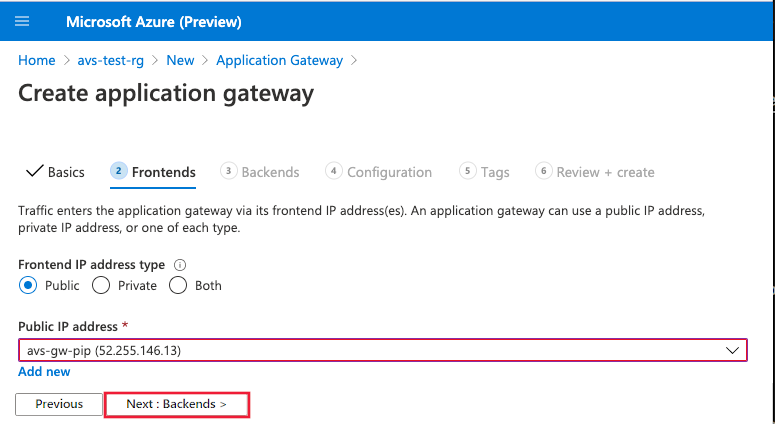 Microsoft Azure (Preview)
Home > avs-test-rg > New > Application Gateway >
Create application gateway
Basics 2 Frontends 3 Backends 4 Configuration 5 Tags 6 Review + create
Traffic enters the application gateway via its frontend IP address(es). An application gateway can use a public IP address,
private IP address, or one of each type.
Frontend IP address type
Public Private Both
Public IP address *
avs-gw-pip (52.255.146.13)
Add new
Previous Next : Backends >